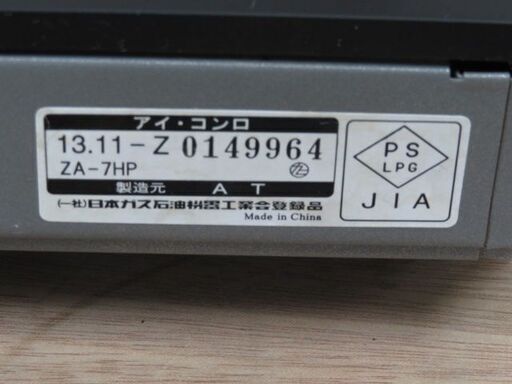 アイ・コンロ
13.11-Z 0149964
ZA-7HP
製造元 AT
(一社)日本ガス石油機器工業会登録品
Made in China
PS
LPG
JIA